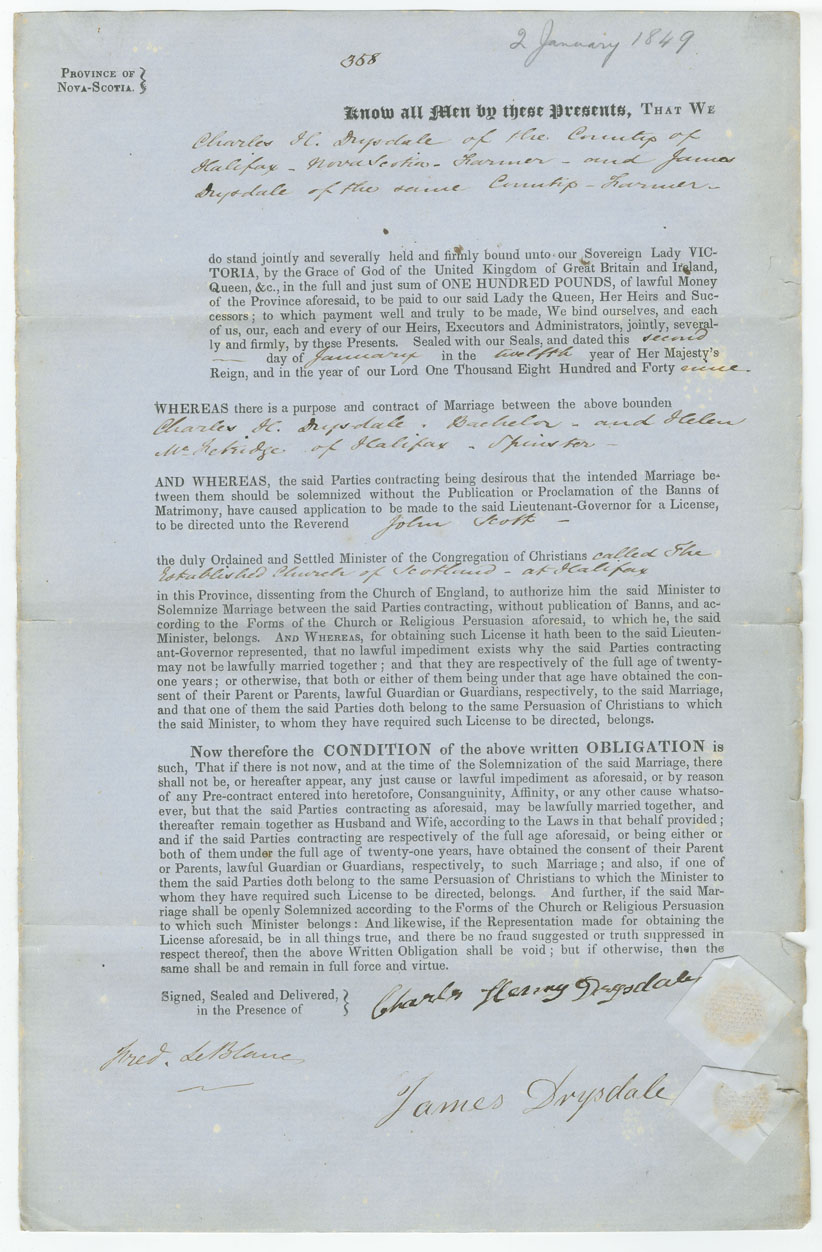 2 January 1849
358
PROVINCE OF
NOVA-SCOTIA.
Know all Men by these Presents, THAT WE
Charles H. Drysdale of the County of
Halifax - Nova Scotia - Farmer - and James
Drysdale of the same County - Farmer -
do stand jointly and severally held and firmly bound unto our Sovereign Lady VIC-
TORIA, by the Grace of God of the United Kingdom of Great Britain and Ireland,
Queen, &c., in the full and just sum of ONE HUNDRED POUNDS, of lawful Money
of the Province aforesaid, to be paid to our said Lady the Queen, Her Heirs and Suc-
cessors; to which payment well and truly to be made, We bind ourselves, and each
of us, our, each and every of our Heirs, Executors and Administrators, jointly, several-
ly and firmly, by these Presents. Sealed with our Seals, and dated this second
— day of January in the twelfth year of Her Majesty's
Reign, and in the year of our Lord One Thousand Eight Hundred and Forty nine.
WHEREAS there is a purpose and contract of Marriage between the above bounden
Charles H. Drysdale . Bachelor - and Helen
of Halifax - Spinster -
AND WHEREAS, the said Parties contracting being desirous that the intended Marriage be-
tween them should be solemnized without the Publication or Proclamation of the Banns of
Matrimony, have caused application to be made to the said Lieutenant-Governor for a License,
to be directed unto the Reverend John Scott -
the duly Ordained and Settled Minister of the Congregation of Christians called The
Established Church of Scotland - at Halifax
in this Province, dissenting from the Church of England, to authorize him the said Minister to
Solemnize Marriage between the said Parties contracting, without publication of Banns, and ac-
cording to the Forms of the Church or Religious Persuasion aforesaid, to which he, the said
Minister, belongs. AND WHEREAS, for obtaining such License it hath been to the said Lieuten-
ant-Governor represented, that no lawful impediment exists why the said Parties contracting
may not be lawfully married together; and that they are respectively of the full age of twenty-
one years; or otherwise, that both or either of them being under that age have obtained the con-
sent of their Parent or Parents, lawful Guardian or Guardians, respectively, to the said Marriage,
and that one of them the said Parties doth belong to the same Persuasion of Christians to which
the said Minister, to whom they have required such License to be directed, belongs.
Now therefore the CONDITION of the above written OBLIGATION is
such, That if there is not now, and at the time of the Solemnization of the said Marriage, there
shall not be, or hereafter appear, any just cause or lawful impediment as aforesaid, or by reason
of any Pre-contract entered into heretofore, Consanguinity, Affinity, or any other cause whatso-
ever, but that the said Parties contracting as aforesaid, may be lawfully married together, and
thereafter remain together as Husband and Wife, according to the Laws in that behalf provided;
and if the said Parties contracting are respectively of the full age aforesaid, or being either or
both of them under the full age of twenty-one years, have obtained the consent of their Parent
or Parents, lawful Guardian or Guardians, respectively, to such Marriage; and also, if one of
them the said Parties doth belong to the same Persuasion of Christians to which the Minister to
whom they have required such License to be directed, belongs. And further, if the said Mar-
riage shall be openly Solemnized according to the Forms of the Church or Religious Persuasion
to which such Minister belongs: And likewise, if the Representation made for obtaining the
License aforesaid, be in all things true, and there be no fraud suggested or truth suppressed in
respect thereof, then the above Written Obligation shall be void; but if otherwise, then the
same shall be and remain in full force and virtue.
Signed, Sealed and Delivered,
in the Presence of
Charles Henry Drysdale
Fred. LeBlanc
James Drysdale